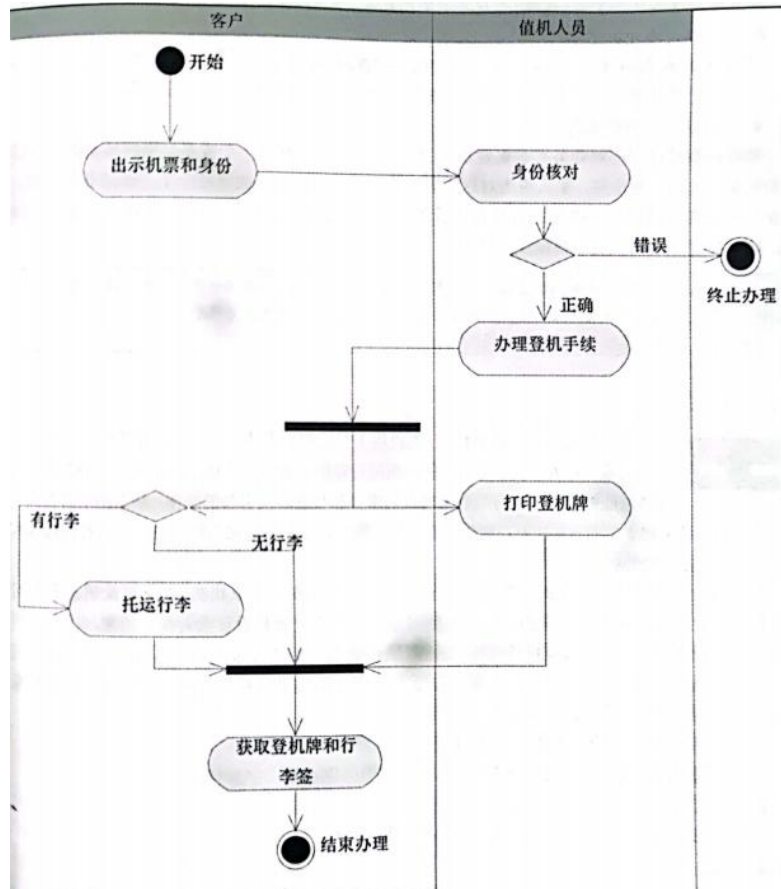 客户
值机人员
开始
出示机票和身份
身份核对
错误
终止办理
正确
办理登机手续
打印登机牌
有行李
无行李
托运行李
获取登机牌和行
李签
结束办理